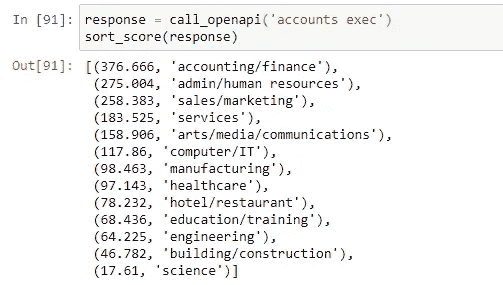 In [91]: response = call_openapi('accounts exec')
sort_score(response)
Out[91]: [(376.666, 'accounting/finance'),
(275.004, 'admin/human resources'),
(258.383, 'sales/marketing'),
(183.525, 'services'),
(158.906, 'arts/media/communications'),
(117.86, 'computer/IT'),
(98.463, 'manufacturing'),
(97.143, 'healthcare'),
(78.232, 'hotel/restaurant'),
(68.436, 'education/training'),
(64.225, 'engineering'),
(46.782, 'building/construction'),
(17.61, 'science')]